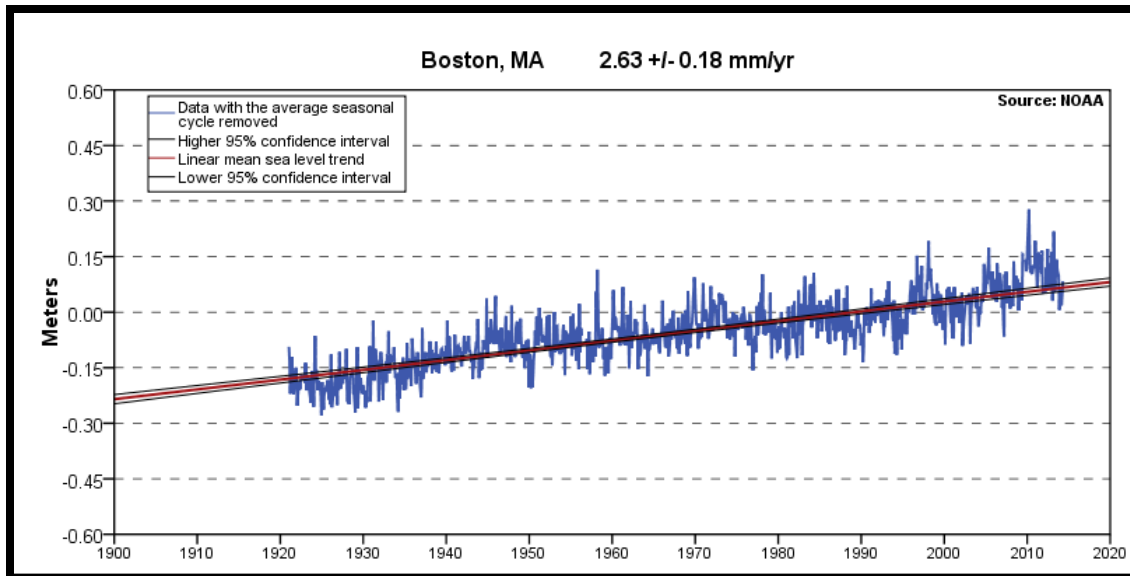 Boston, MA 2.63 +/- 0.18 mm/yr
Source: NOAA
Data with the average seasonal
cycle removed
Higher 95% confidence interval
Linear mean sea level trend
Lower 95% confidence interval
Meters
0.60
0.45
0.30
0.15
0.00
-0.15
-0.30
-0.45
-0.60
1900 1910 1920 1930 1940 1950 1960 1970 1980 1990 2000 2010 2020